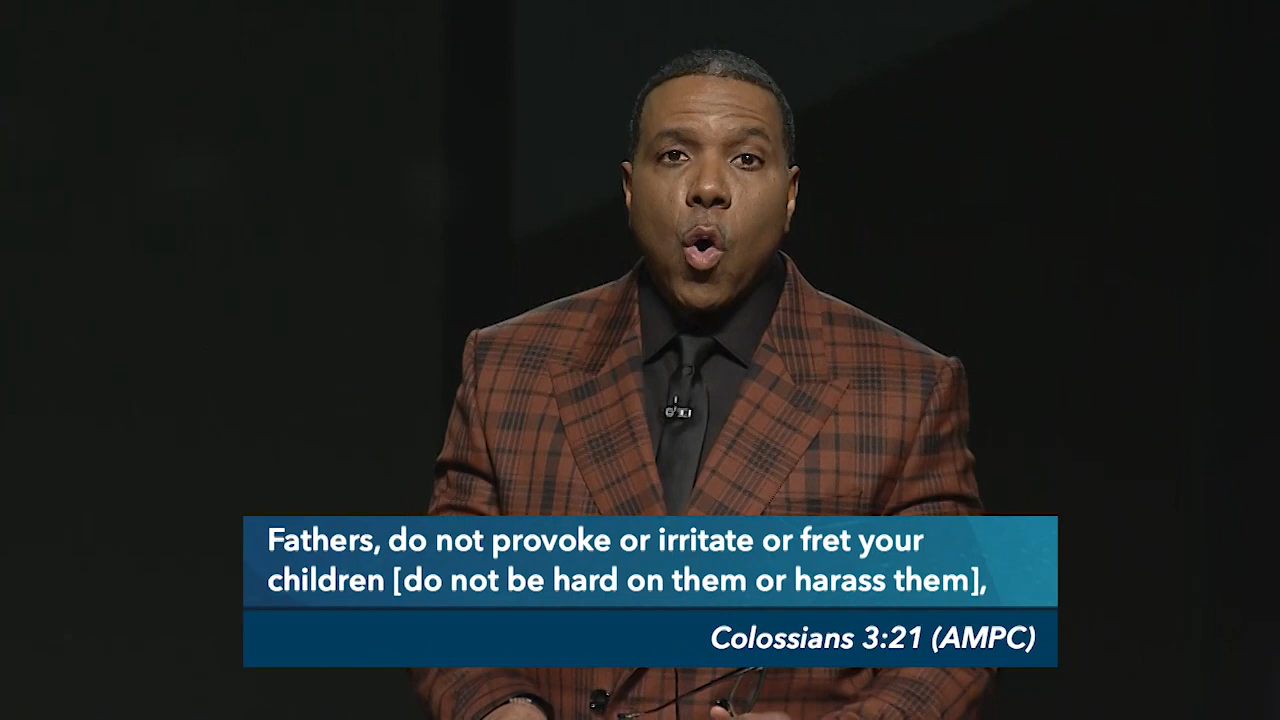 Fathers, do not provoke or irritate or fret your
children [do not be hard on them or harass them],
Colossians 3:21 (AMPC)